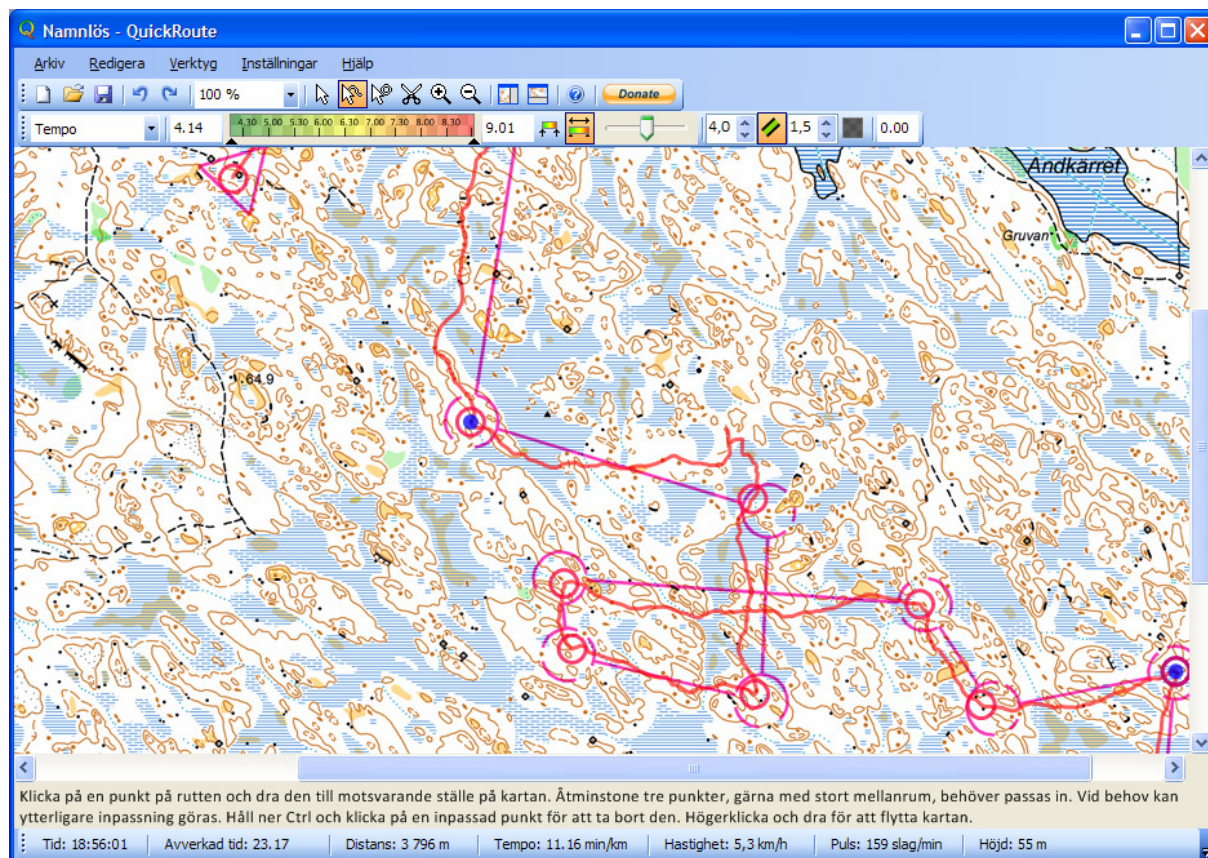 Namnlös - QuickRoute
Arkiv Redigera Verktyg Inställningar Hjälp
100 % Donate
Tempo 4.14 4.30 5.00 5.30 6.00 6.30 7.00 7.30 8.00 8.30 9.01 4,0 1,5 0.00
Andkärret
Gruvan
64.9
Klicka på en punkt på rutten och dra den till motsvarande ställe på kartan. Åtminstone tre punkter, gärna med stort mellanrum, behöver passas in. Vid behov kan
ytterligare inpassning göras. Håll ner Ctrl och klicka på en inpassad punkt för att ta bort den. Högerklicka och dra för att flytta kartan.
Tid: 18:56:01 Avverkad tid: 23.17 Distans: 3 796 m Tempo: 11.16 min/km Hastighet: 5,3 km/h Puls: 159 slag/min Höjd: 55 m